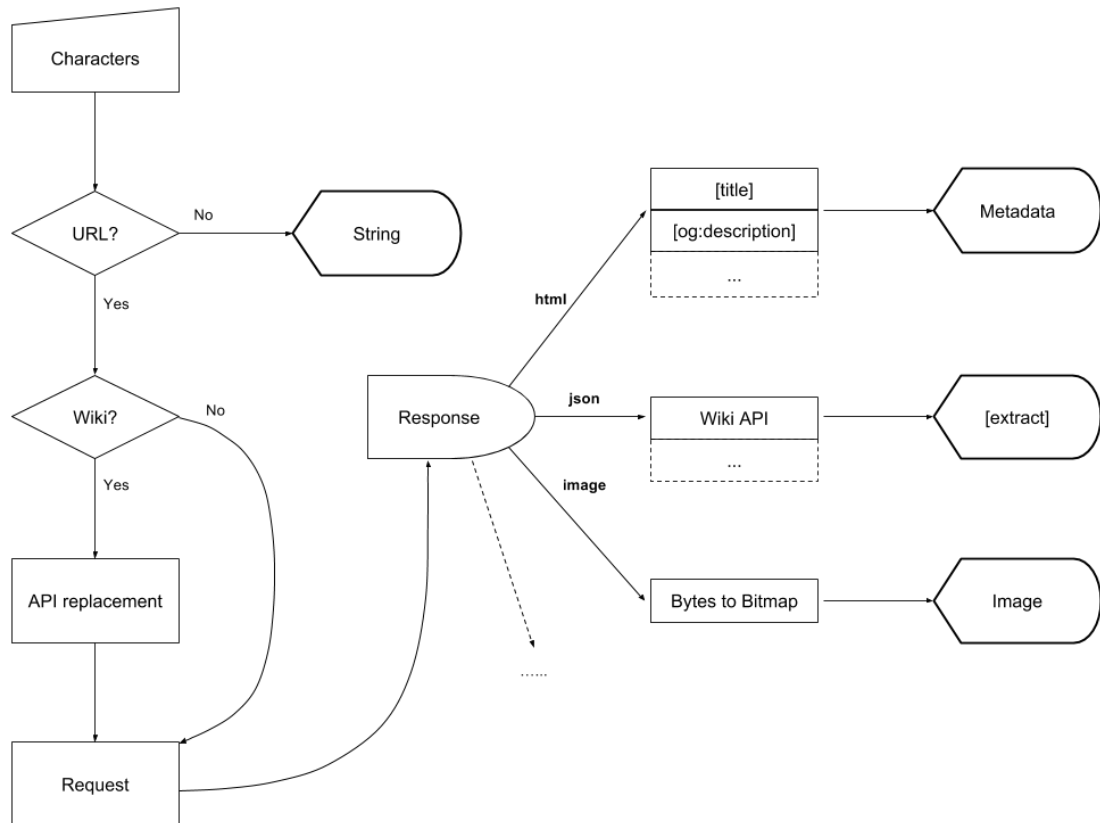 Characters
URL?
No
String
Yes
Wiki?
No
Yes
API replacement
Request
Response
html
[title]
[og:description]
...
Metadata
json
Wiki API
...
[extract]
image
Bytes to Bitmap
Image
......